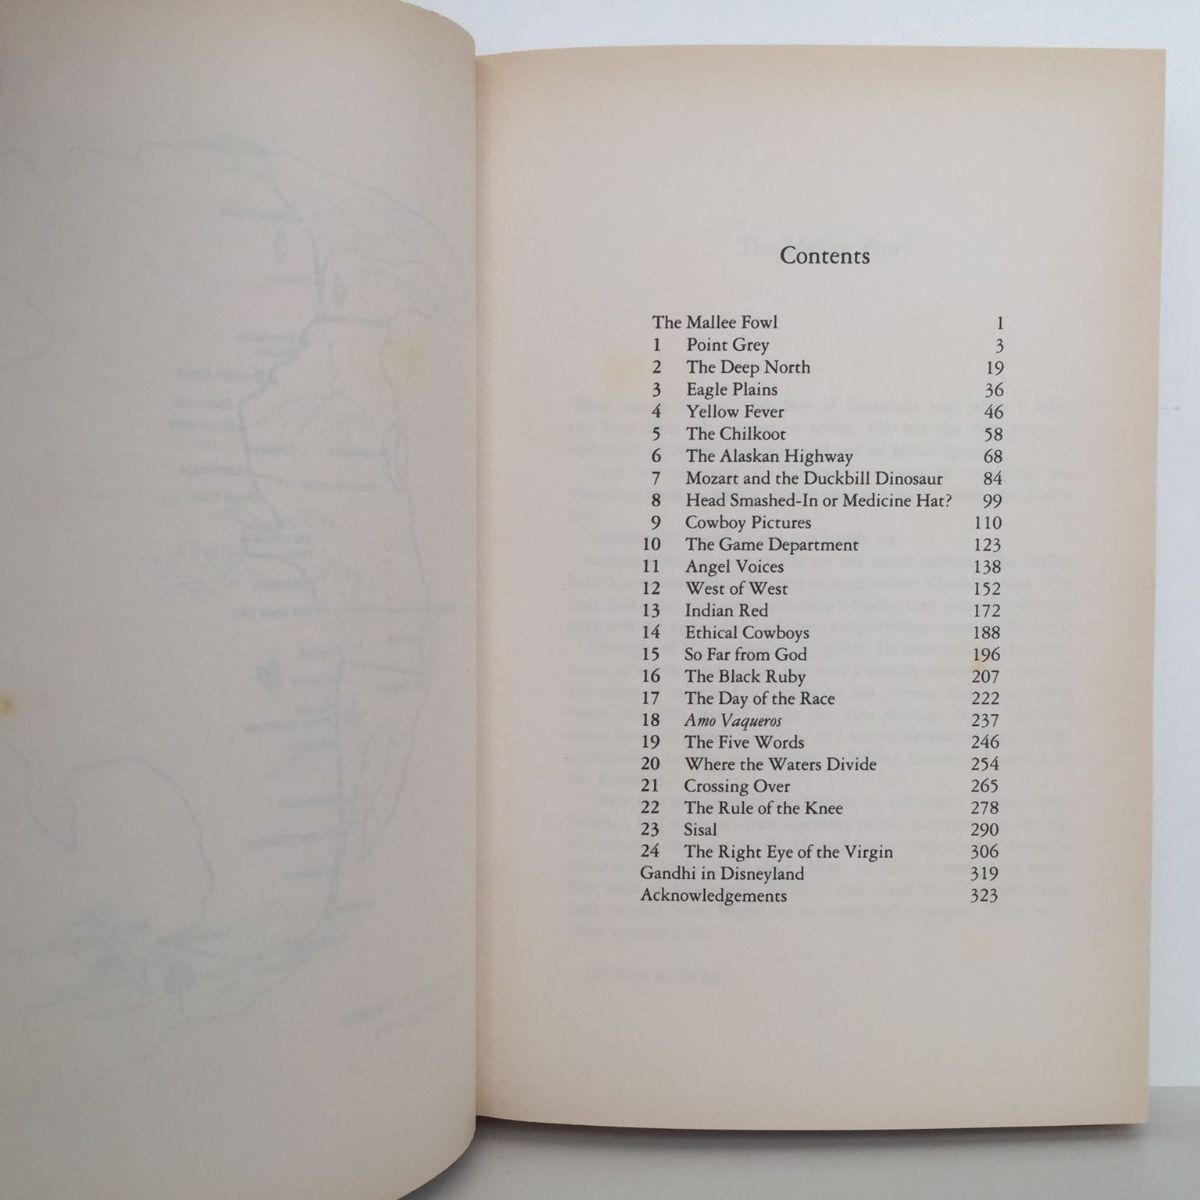 Contents
The Mallee Fowl 1
1 Point Grey 3
2 The Deep North 19
3 Eagle Plains 36
4 Yellow Fever 46
5 The Chilkoot 58
6 The Alaskan Highway 68
7 Mozart and the Duckbill Dinosaur 84
8 Head Smashed-In or Medicine Hat? 99
9 Cowboy Pictures 110
10 The Game Department 123
11 Angel Voices 138
12 West of West 152
13 Indian Red 172
14 Ethical Cowboys 188
15 So Far from God 196
16 The Black Ruby 207
17 The Day of the Race 222
18 Amo Vaqueros 237
19 The Five Words 246
20 Where the Waters Divide 254
21 Crossing Over 265
22 The Rule of the Knee 278
23 Sisal 290
24 The Right Eye of the Virgin 306
Gandhi in Disneyland 319
Acknowledgements 323